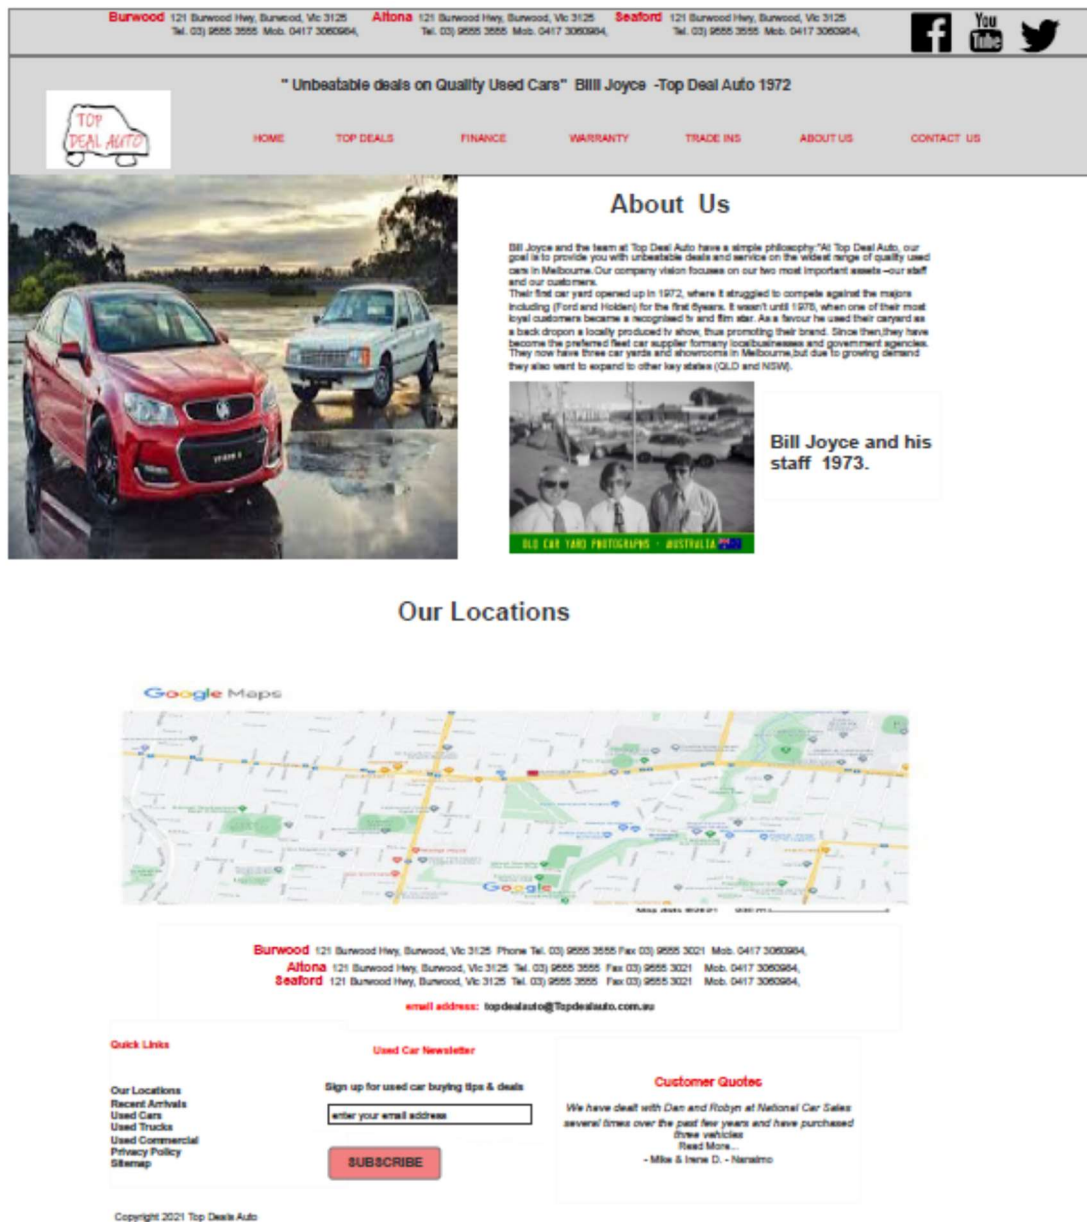 Burwood 121 Burwood Hwy, Burwood, Vic 3125 Altona 121 Burwood Hwy, Burwood, Vic 3125 Seaford 121 Burwood Hwy, Burwood, Vic 3125
Tel. 03) 9555 3555 Mob. 0417 3060984, Tel. 03) 9555 3555 Mob. 0417 3060984, Tel. 03) 9555 3555 Mob. 0417 3060984,
You
Tube
" Unbeatable deals on Quality Used Cars" Billl Joyce -Top Deal Auto 1972
TOP
DEAL AUTO
HOME TOP DEALS FINANCE WARRANTY TRADE INS ABOUT US CONTACT US
About Us
Bill Joyce and the team at Top Deal Auto have a simple philosophy:"At Top Deal Auto, our
goal is to provide you with unbeatable deals and service on the widest range of quality used
cars in Melbourne. Our company vision focuses on our two most important assets –our staff
and our customers.
Their first car yard opened up in 1972, where it struggled to compete against the majors
including (Ford and Holden) for the first 6years. It wasn't until 1978, when one of their most
loyal customers became a recognised tv and film star. As a favour he used their caryard as
a back dropon a locally produced tv show, thus promoting their brand. Since then,they have
become the preferred fleet car supplier formany localbusinesses and government agencies.
They now have three car yards and showrooms in Melbourne,but due to growing demand
they also want to expand to other key states (QLD and NSW).
OLD CAR YARD PHOTOGRAPHS - AUSTRALIA
Bill Joyce and his
staff 1973.
Our Locations
Google Maps
Google
Burwood 121 Burwood Hwy, Burwood, Vic 3125 Phone Tel. 03) 9555 3555 Fax 03) 9555 3021 Mob. 0417 3060984,
Altona 121 Burwood Hwy, Burwood, Vic 3125 Tel. 03) 9555 3555 Fax 03) 9555 3021 Mob. 0417 3060984,
Seaford 121 Burwood Hwy, Burwood, Vic 3125 Tel. 03) 9555 3555 Fax 03) 9555 3021 Mob. 0417 3060984,
email address: topdealauto@Topdealauto.com.au
Quick Links
Our Locations
Recent Arrivals
Used Cars
Used Trucks
Used Commercial
Privacy Policy
Sitemap
Used Car Newsletter
Sign up for used car buying tips & deals
enter your email address
SUBSCRIBE
Customer Quotes
We have dealt with Dan and Robyn at National Car Sales
several times over the past few years and have purchased
three vehicles
Read More...
- Mike & Irene D. - Nanaimo
Copyright 2021 Top Deals Auto